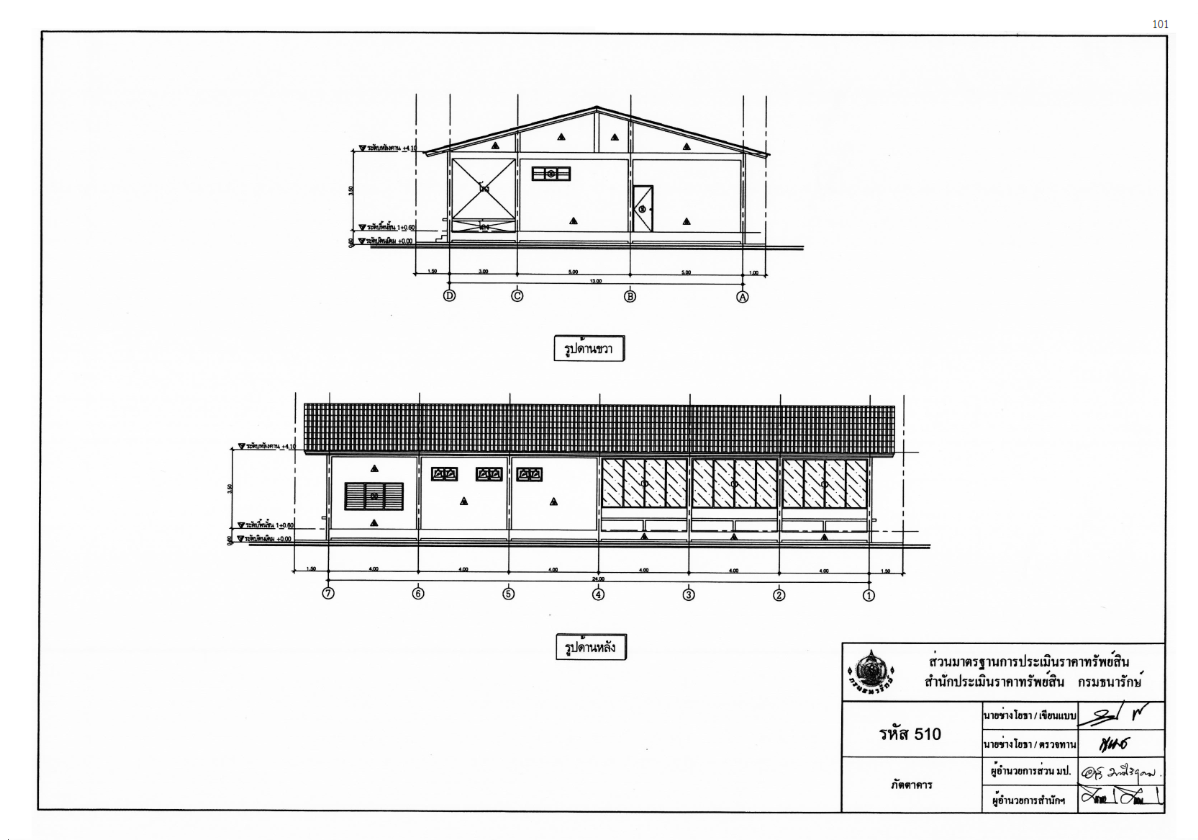 101
ระดับหลังคาน +4.10
3.50
ระดับพื้นชั้น 1+0.60
ระดับดินเดิม +0.00
1.50 3.00 5.00 5.00 1.00
13.00
D C B A
รูปด้านขวา
ระดับหลังคาน +4.10
3.50
ระดับพื้นชั้น 1+0.60
ระดับดินเดิม +0.00
1.50 4.00 4.00 4.00 4.00 4.00 4.00 1.50
24.00
7 6 5 4 3 2 1
รูปด้านหลัง
กรมธนารักษ์
ส่วนมาตรฐานการประเมินราคาทรัพย์สิน
สำนักประเมินราคาทรัพย์สิน กรมธนารักษ์
รหัส 510
นายช่างโยธา / เขียนแบบ
นายช่างโยธา / ตรวจทาน
ภัตตาคาร
ผู้อำนวยการส่วน มป.
ผู้อำนวยการสำนักฯ